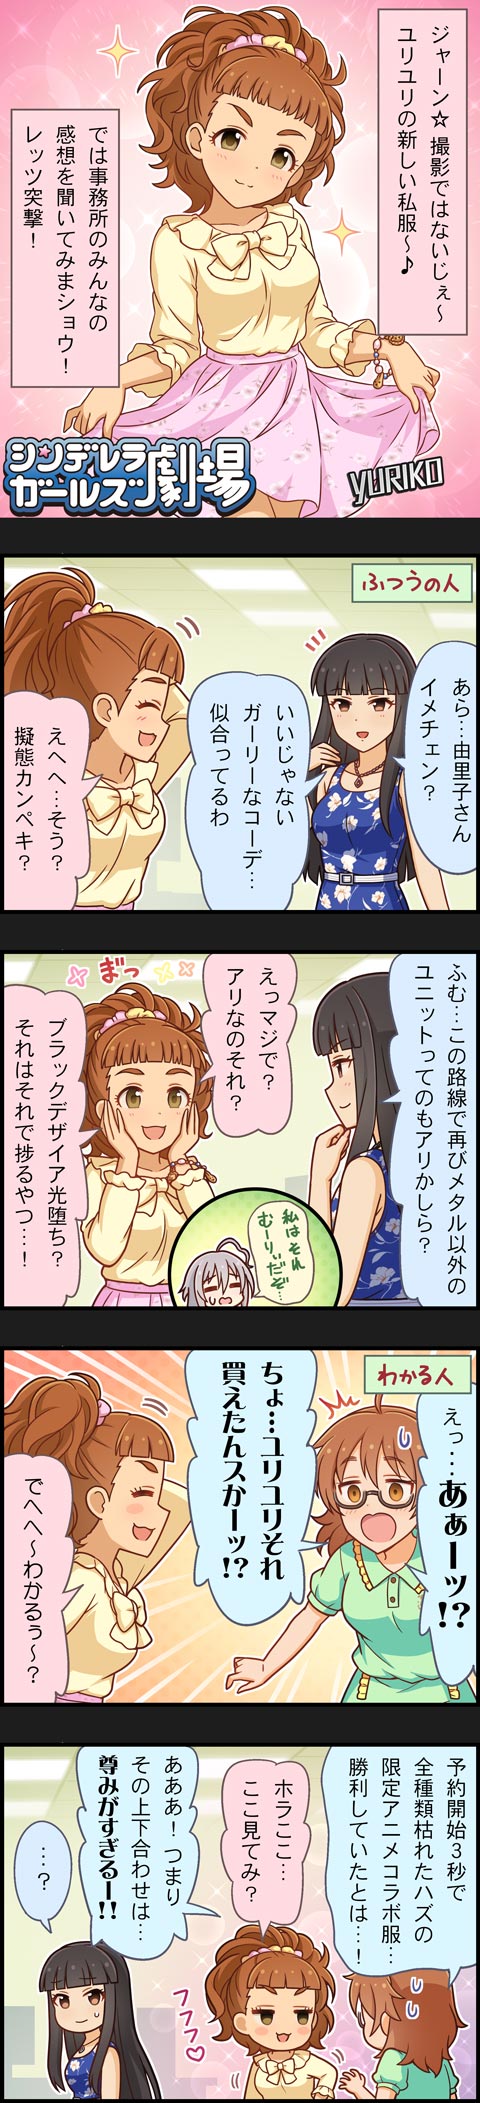 ジャーン☆ 撮影ではないじぇ〜
ユリユリの新しい私服〜♪
では事務所のみんなの
感想を聞いてみまショウ！
レッツ突撃！
シンデレラ
ガールズ劇場
YURIKO
ふつうの人
あら…由里子さん
イメチェン？
いいじゃない
ガーリーなコーデ…
似合ってるわ
えへへ…そう？
擬態カンペキ？
ふむ…この路線で再びメタル以外の
ユニットってのもアリかしら？
えっマジで？
アリなのそれ？
ぎっ
ブラックデザイア光堕ち？
それはそれで捗るやつ…！
私はそれ
むーりぃだぞ…
わかる人
えっ…あぁーッ!?
ちょ…ユリユリそれ
買えたんスかーッ!?
でへへ〜わかるぅ〜？
予約開始3秒で
全種類枯れたハズの
限定アニメコラボ服…
勝利していたとは…！
ホラここ…
ここ見てみ？
あああ！つまり
その上下合わせは…
尊みがすぎるー!!
…？
フフフ♡